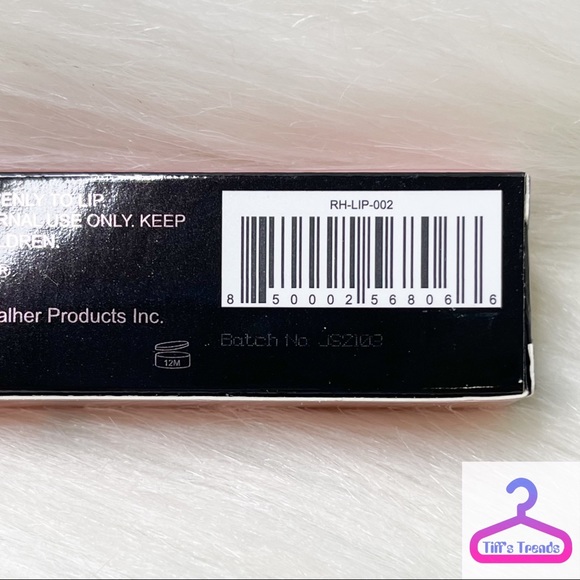 ENLY TO LIP
RNAL USE ONLY. KEEP
LDREN.
alher Products Inc.
12M
RH-LIP-002
8 50002 56806 6
Batch No JS2103
Tiff's Trends